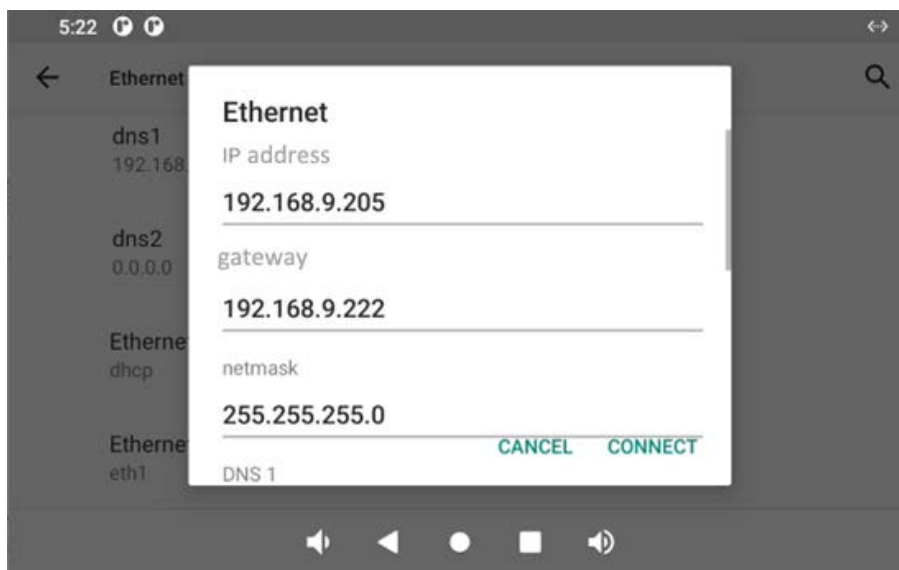 5:22
Ethernet
dns1
192.168.
dns2
0.0.0.0
Etherne
dhcp
Etherne
eth1
Ethernet
IP address
192.168.9.205
gateway
192.168.9.222
netmask
255.255.255.0
CANCEL CONNECT
DNS 1